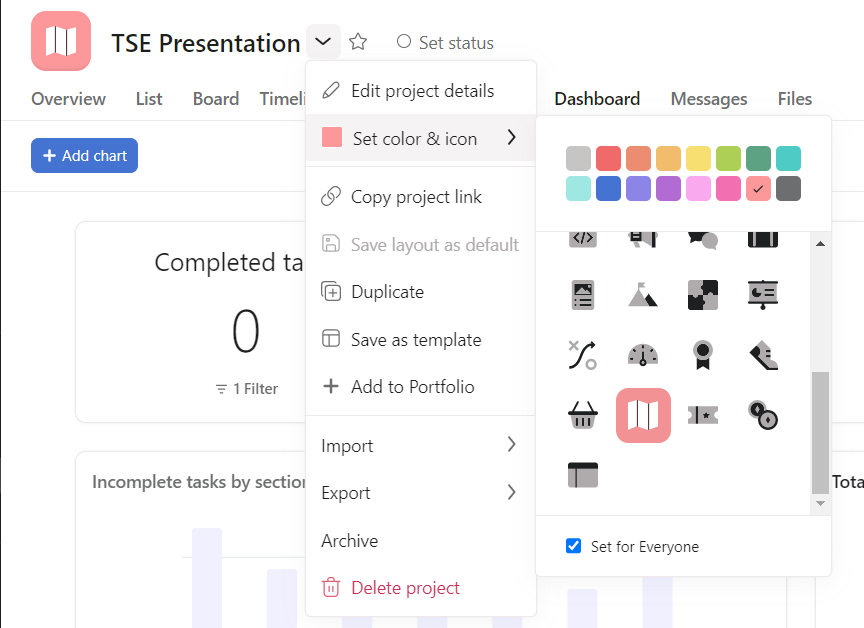 TSE Presentation
Set status
Overview
List
Board
Timeli
Dashboard
Messages
Files
Add chart
Edit project details
Set color & icon
Copy project link
Save layout as default
Duplicate
Save as template
Add to Portfolio
Import
Export
Archive
Delete project
Set for Everyone
Completed ta
0
1 Filter
Incomplete tasks by section
Tota